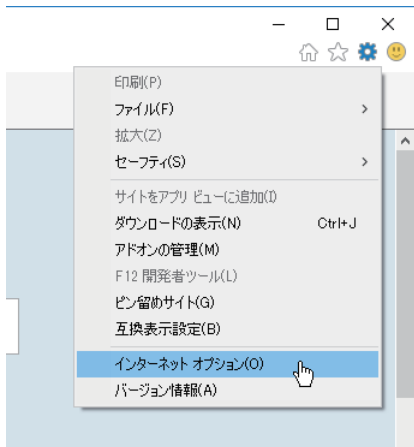 印刷(P)
ファイル(F)
拡大(Z)
セーフティ(S)
サイトをアプリ ビューに追加(I)
ダウンロードの表示(N) Ctrl+J
アドオンの管理(M)
F12 開発者ツール(L)
ピン留めサイト(G)
互換表示設定(B)
インターネット オプション(O)
バージョン情報(A)